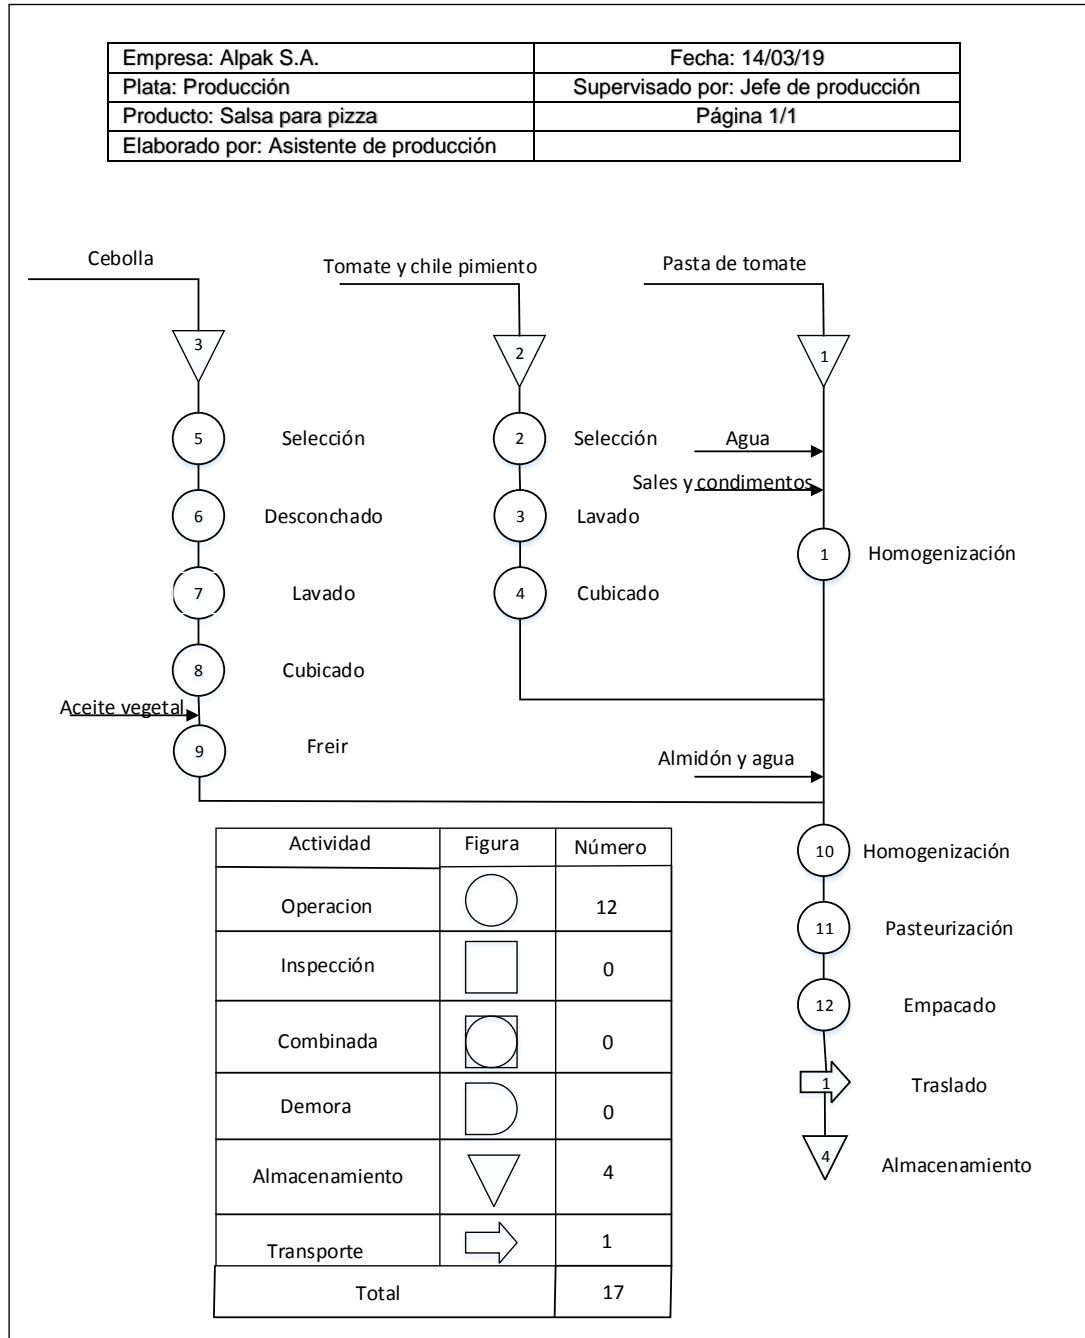 Empresa: Alpak S.A. Fecha: 14/03/19
Plata: Producción Supervisado por: Jefe de producción
Producto: Salsa para pizza Página 1/1
Elaborado por: Asistente de producción
Cebolla Tomate y chile pimiento Pasta de tomate
3 2 1
5 Selección 2 Selección Agua
Sales y condimentos
6 Desconchado 3 Lavado
1 Homogenización
7 Lavado 4 Cubicado
8 Cubicado
Aceite vegetal
9 Freir
Almidón y agua
Actividad Figura Número
10 Homogenización
Operacion 12
11 Pasteurización
Inspección 0
12 Empacado
Combinada 0
1 Traslado
Demora 0
4 Almacenamiento
Almacenamiento 4
Transporte 1
Total 17